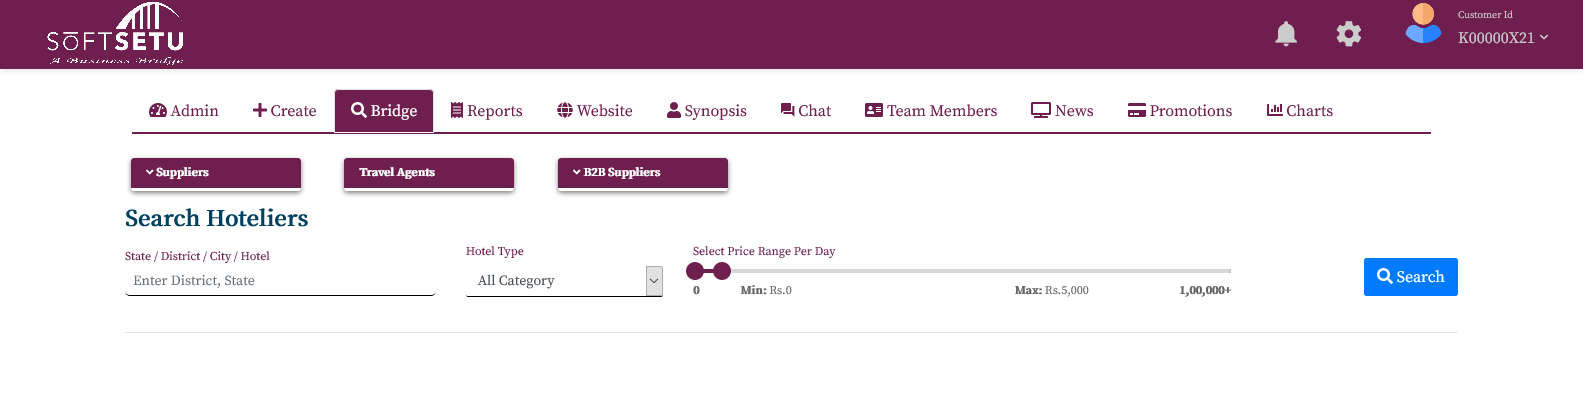 SOFTSETU
A Business Bridge
Customer Id
K00000X21
Admin Create Bridge Reports Website Synopsis Chat Team Members News Promotions Charts
Suppliers Travel Agents B2B Suppliers
Search Hoteliers
State / District / City / Hotel
Enter District, State
Hotel Type
All Category
Select Price Range Per Day
0 Min: Rs.0 Max: Rs.5,000 1,00,000+
Search